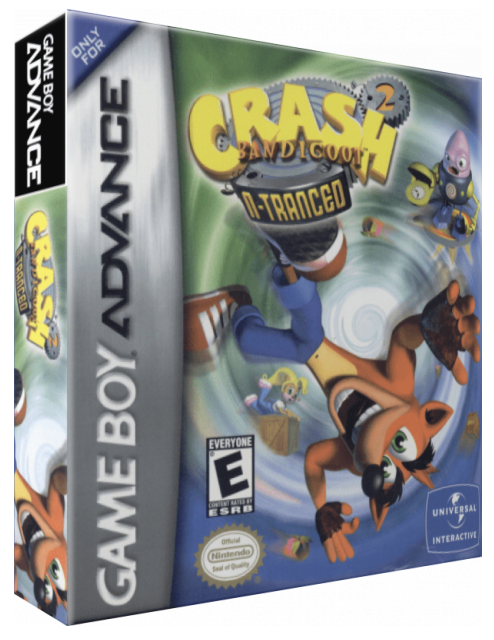 GAME BOY
ADVANCE
CRASH
BANDICOOT
2
N-TRANCED
ONLY
FOR
GAME BOY ADVANCE
CRASH
2
BANDICOOT
N-TRANCED
EVERYONE
E
CONTENT RATED BY
ESRB
Official
Nintendo
Seal of Quality
UNIVERSAL
INTERACTIVE